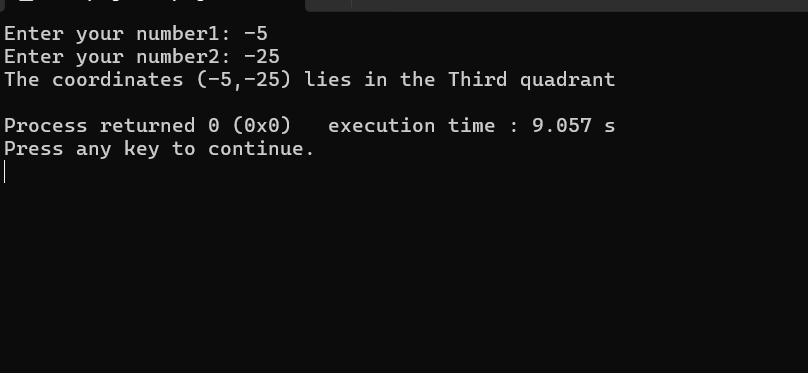 Enter your number1: -5
Enter your number2: -25
The coordinates (-5,-25) lies in the Third quadrant
Process returned 0 (0x0)   execution time : 9.057 s
Press any key to continue.